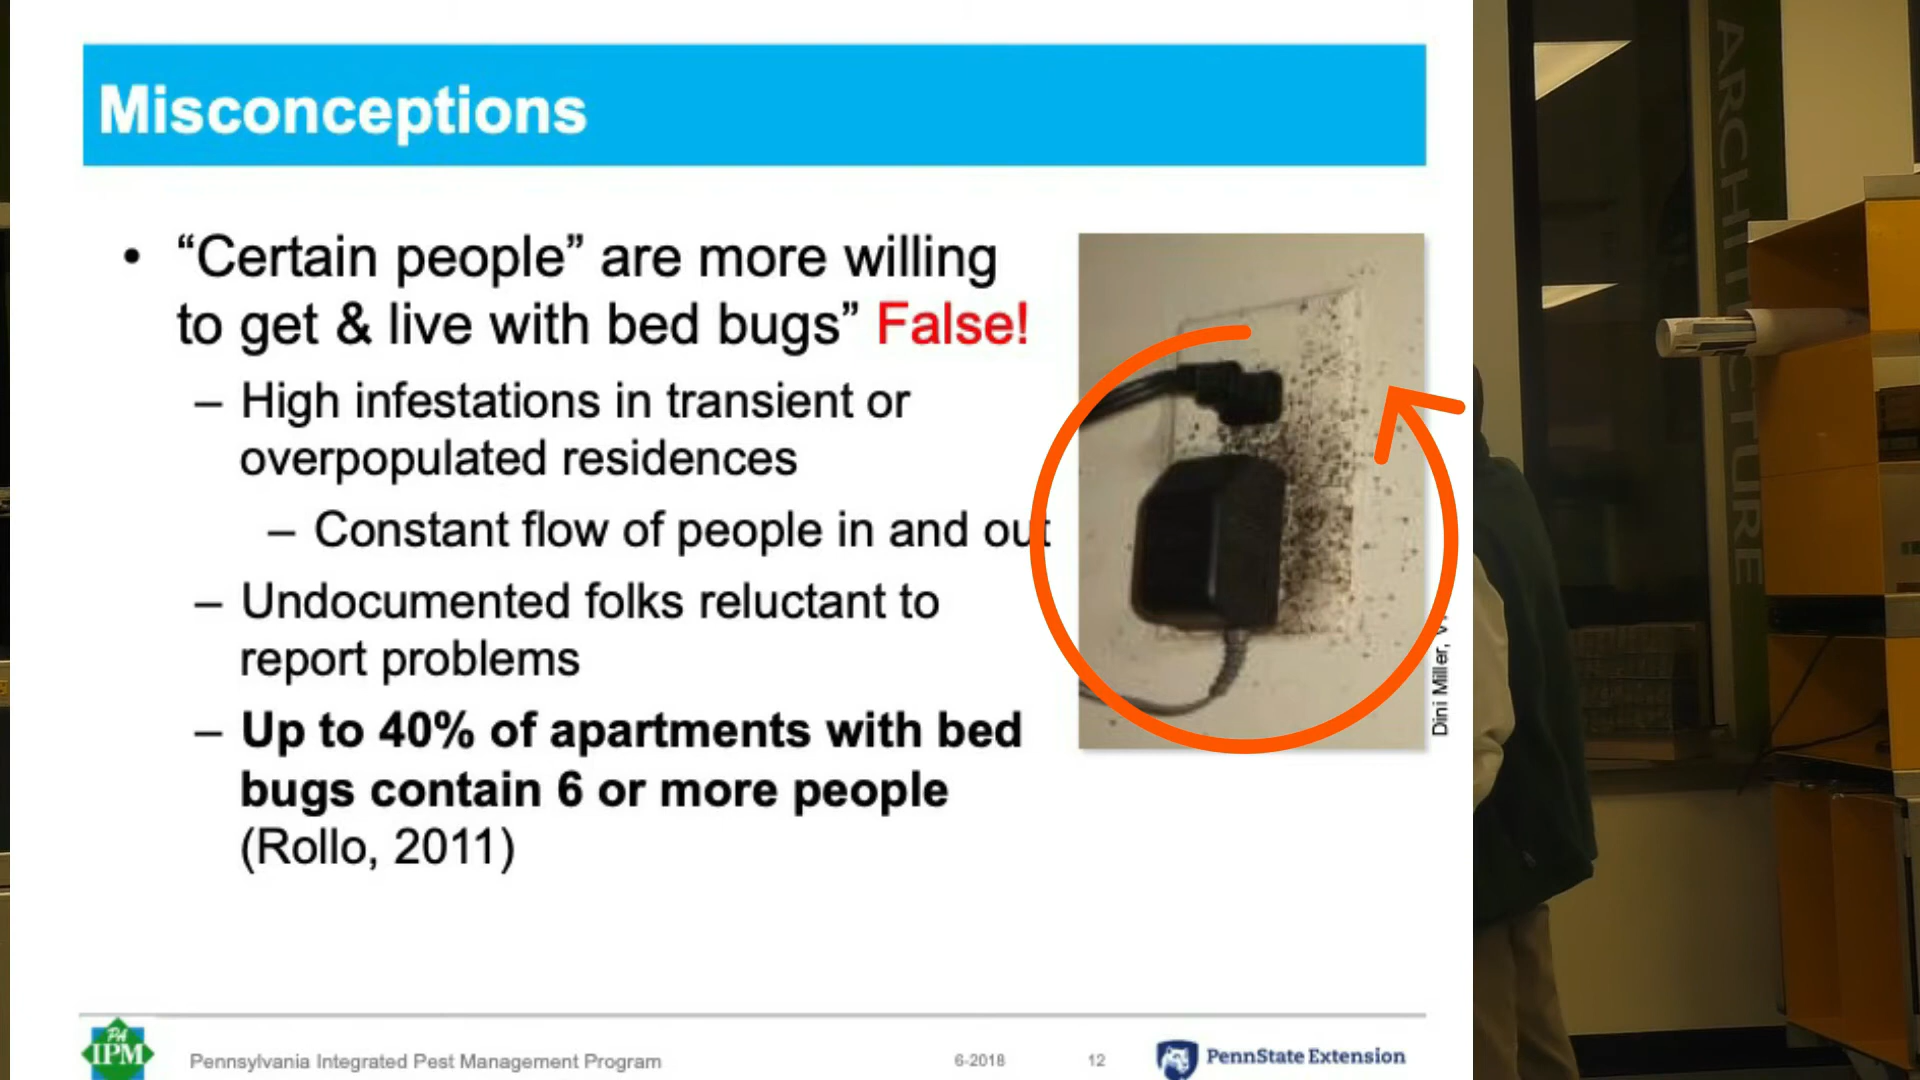 Misconceptions
• “Certain people” are more willing
to get & live with bed bugs” False!
– High infestations in transient or
overpopulated residences
– Constant flow of people in and out
– Undocumented folks reluctant to
report problems
– Up to 40% of apartments with bed
bugs contain 6 or more people
(Rollo, 2011)
Dini Miller,
PA
IPM
Pennsylvania Integrated Pest Management Program
6-2018
12
PennState Extension
ARCHITECTURE